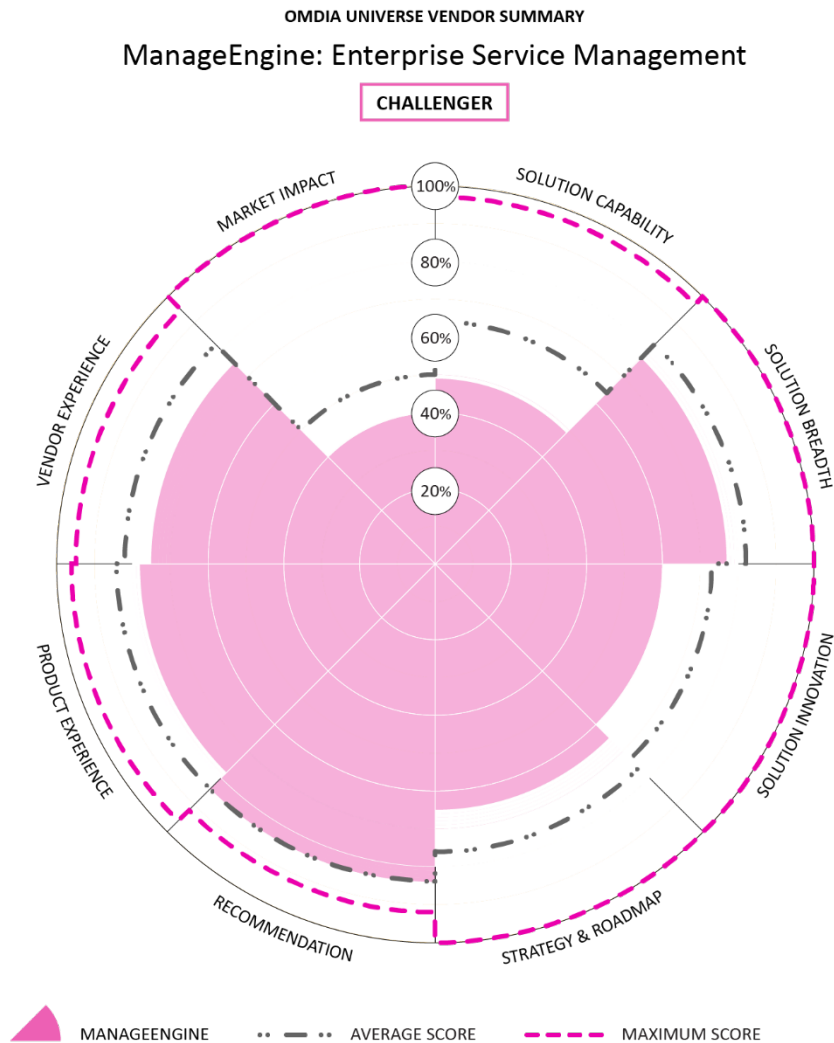 OMDIA UNIVERSE VENDOR SUMMARY
ManageEngine: Enterprise Service Management
CHALLENGER
MARKET IMPACT
SOLUTION CAPABILITY
100%
80%
60%
40%
20%
VENDOR EXPERIENCE
SOLUTION BREADTH
PRODUCT EXPERIENCE
SOLUTION INNOVATION
RECOMMENDATION
STRATEGY & ROADMAP
MANAGEENGINE
AVERAGE SCORE
MAXIMUM SCORE